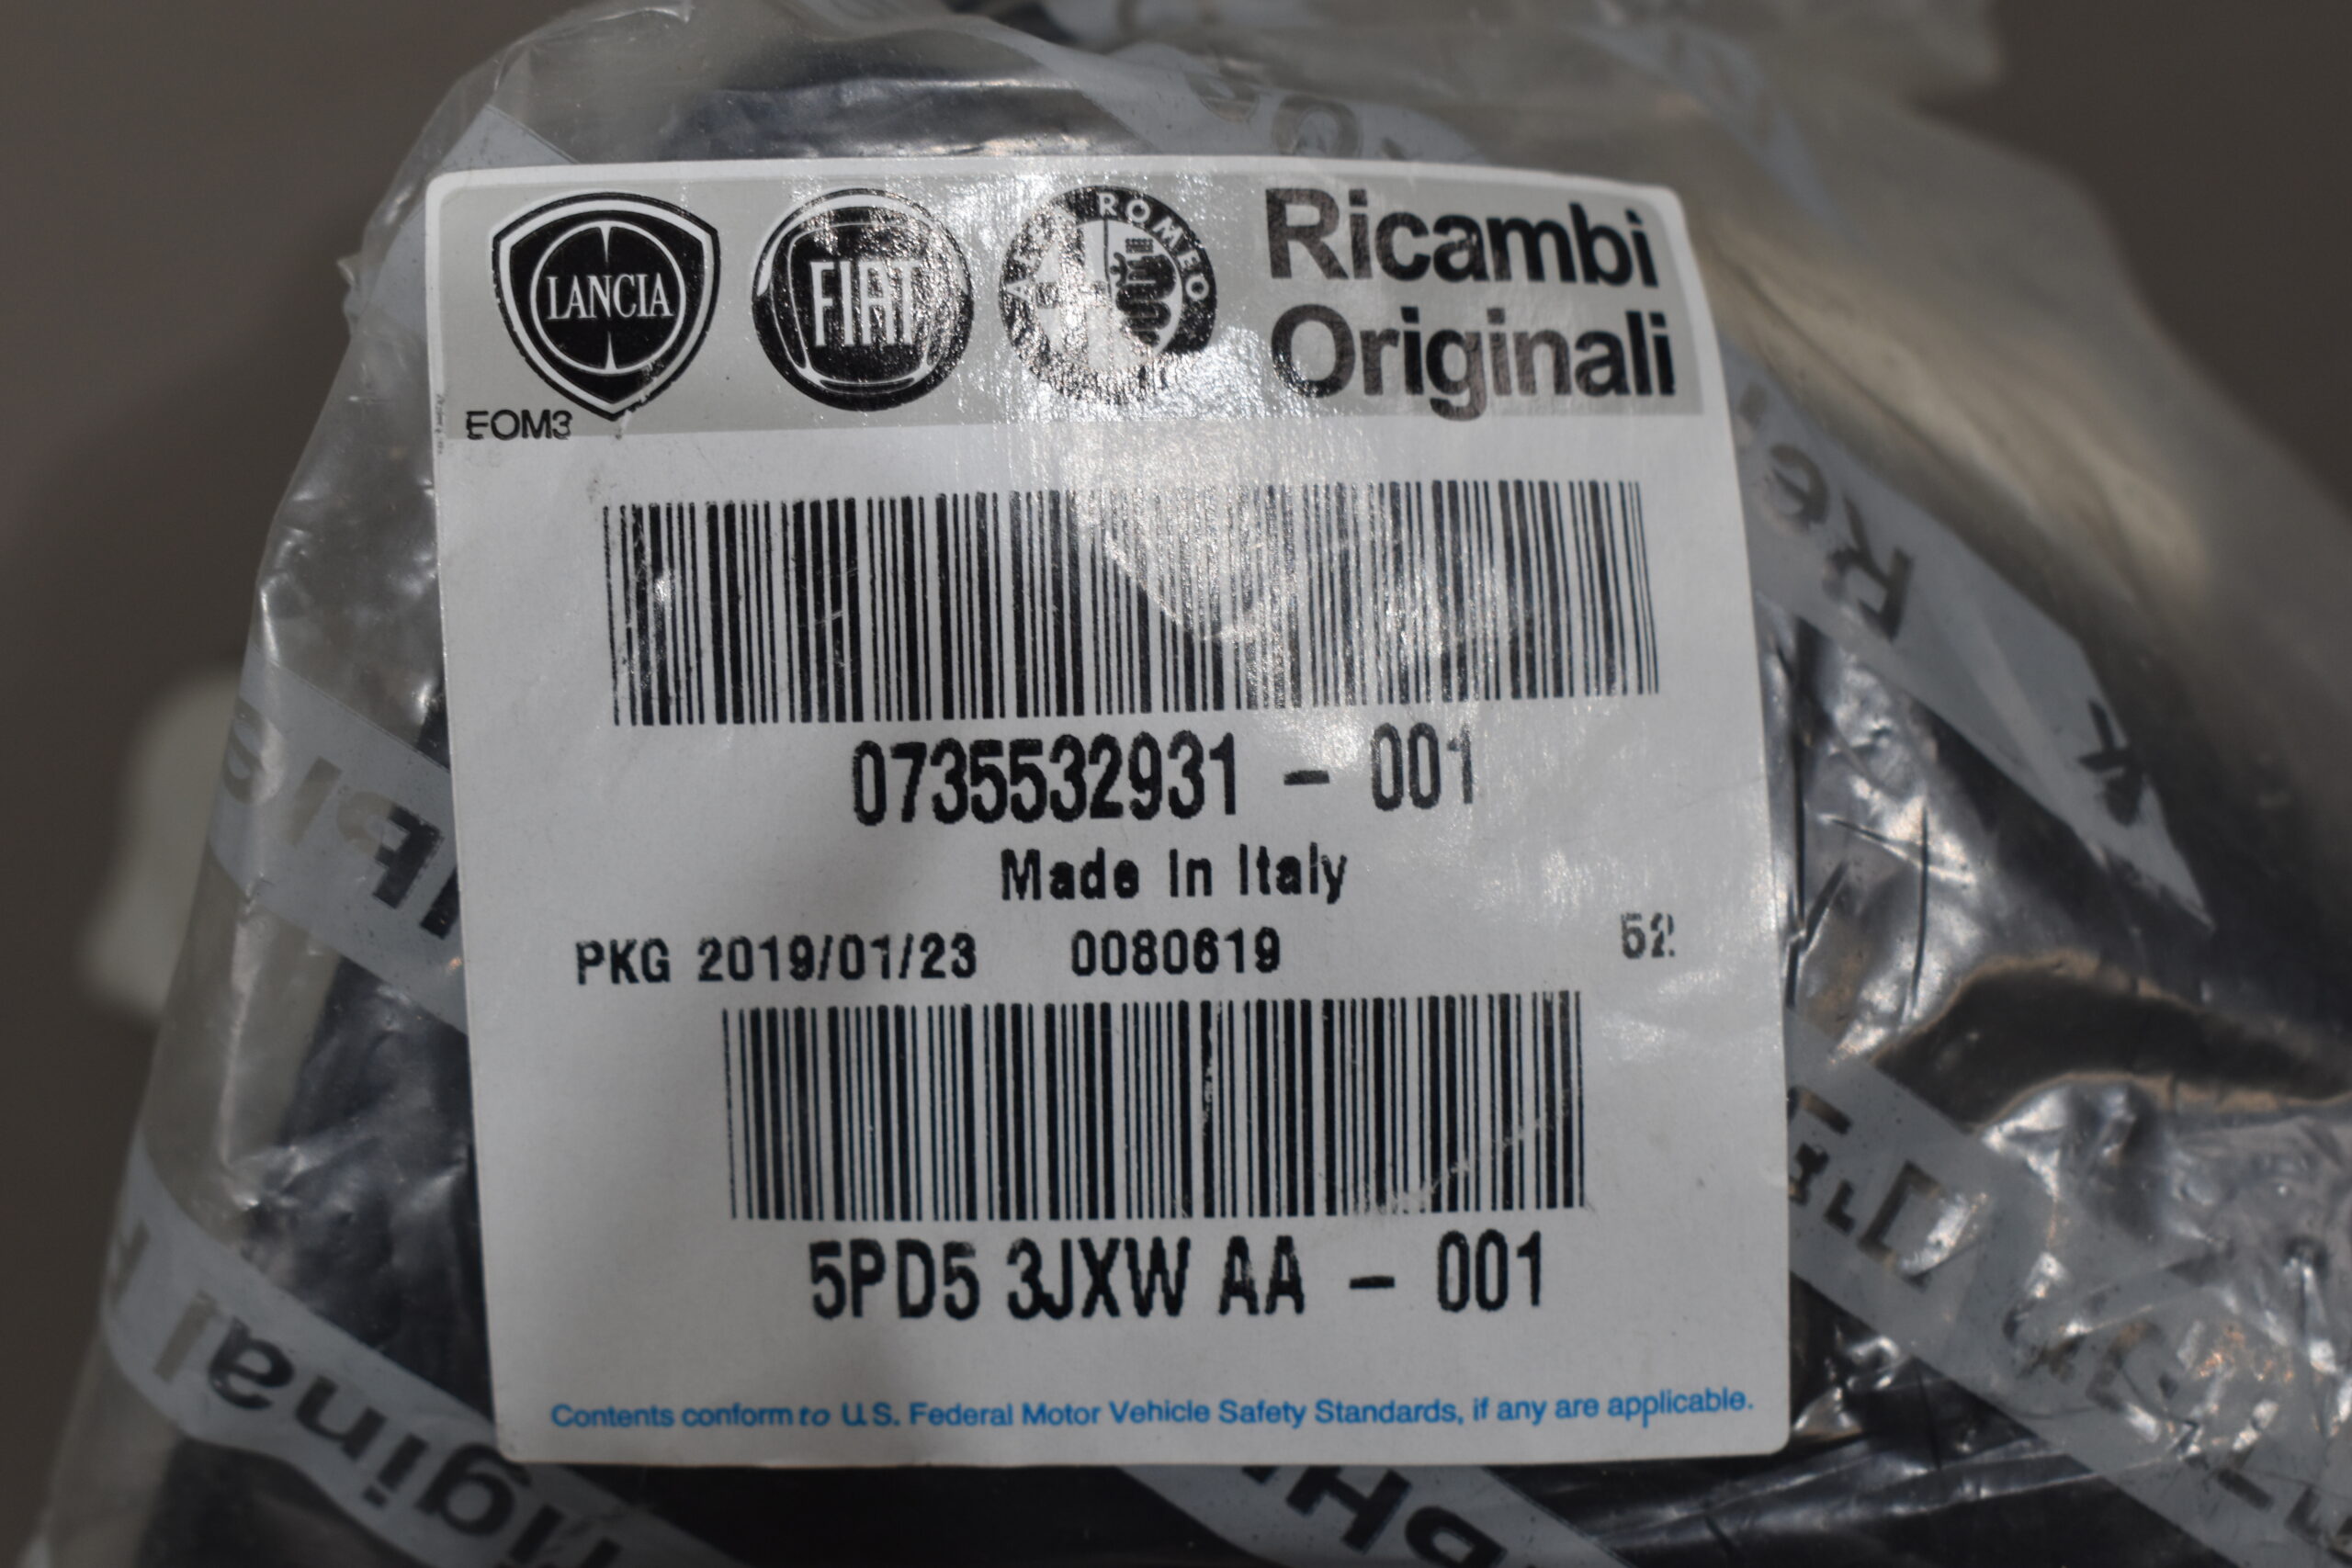 LANCIA
FIAT
ALFA ROMEO
Ricambi
Originali
EOM3
0735532931 - 001
Made In Italy
PKG 2019/01/23 0080619 52
5PD5 3JXW AA - 001
Contents conform to U.S. Federal Motor Vehicle Safety Standards, if any are applicable.